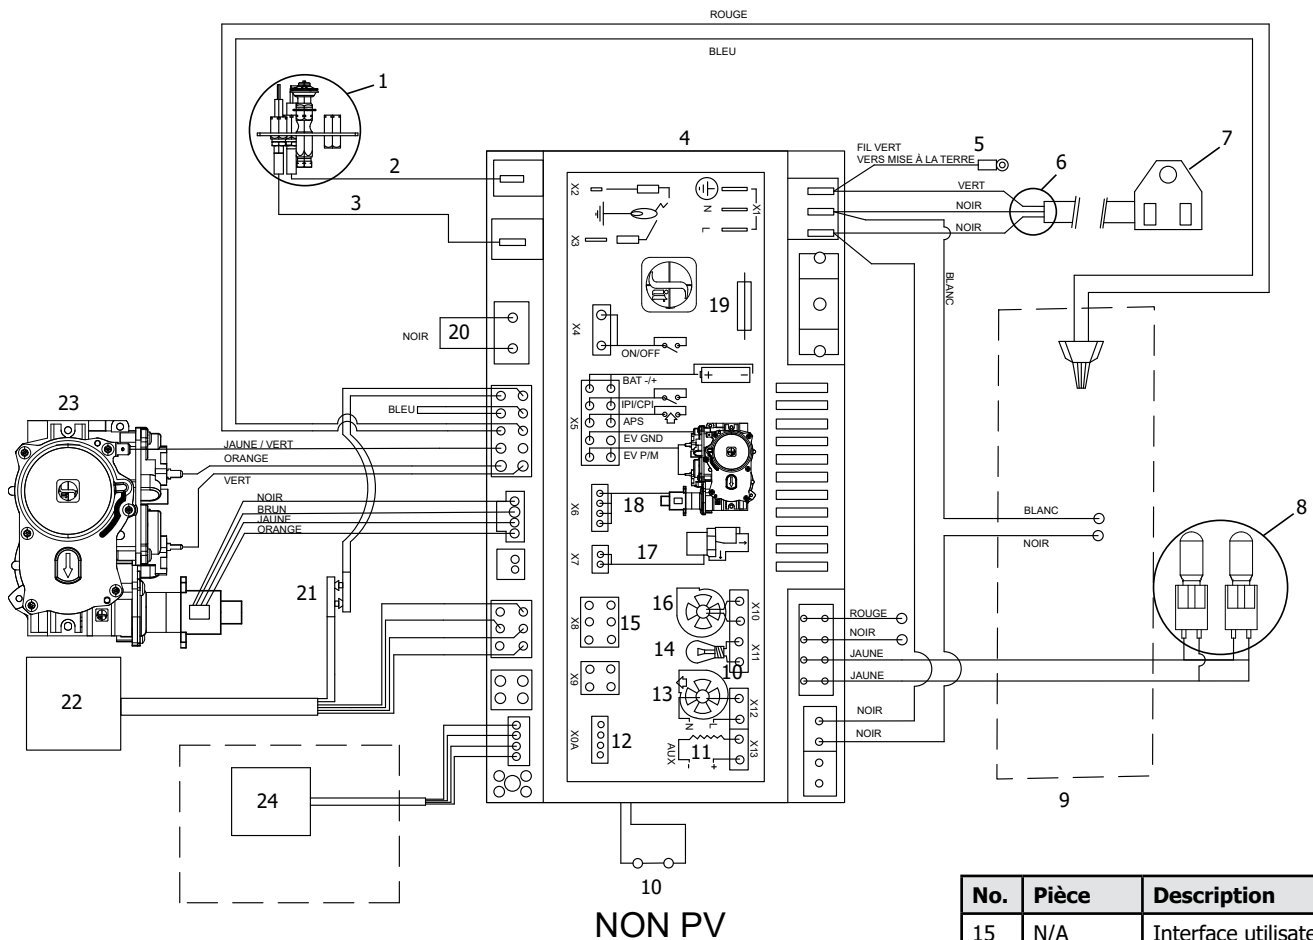 ROUGE
BLEU
1
2
3
4
FIL VERT
VERS MISE À LA TERRE
5
6
7
VERT
NOIR
NOIR
BLANC
X2
X3
X1
N
L
19
X4
ON/OFF
NOIR
20
BAT -/+
IPI/CPI
APS
EV GND
EV P/M
X5
BLEU
23
JAUNE / VERT
ORANGE
VERT
NOIR
BRUN
JAUNE
ORANGE
X6
18
X7
17
21
X8
15
16
X10
14
X11
10
13
X9
X12
N
L
X0A
12
AUX
11
-
+
X13
22
24
BLANC
NOIR
8
ROUGE
NOIR
JAUNE
JAUNE
NOIR
NOIR
9
10
NON PV
No. Pièce Description
15 N/A Interface utilisate